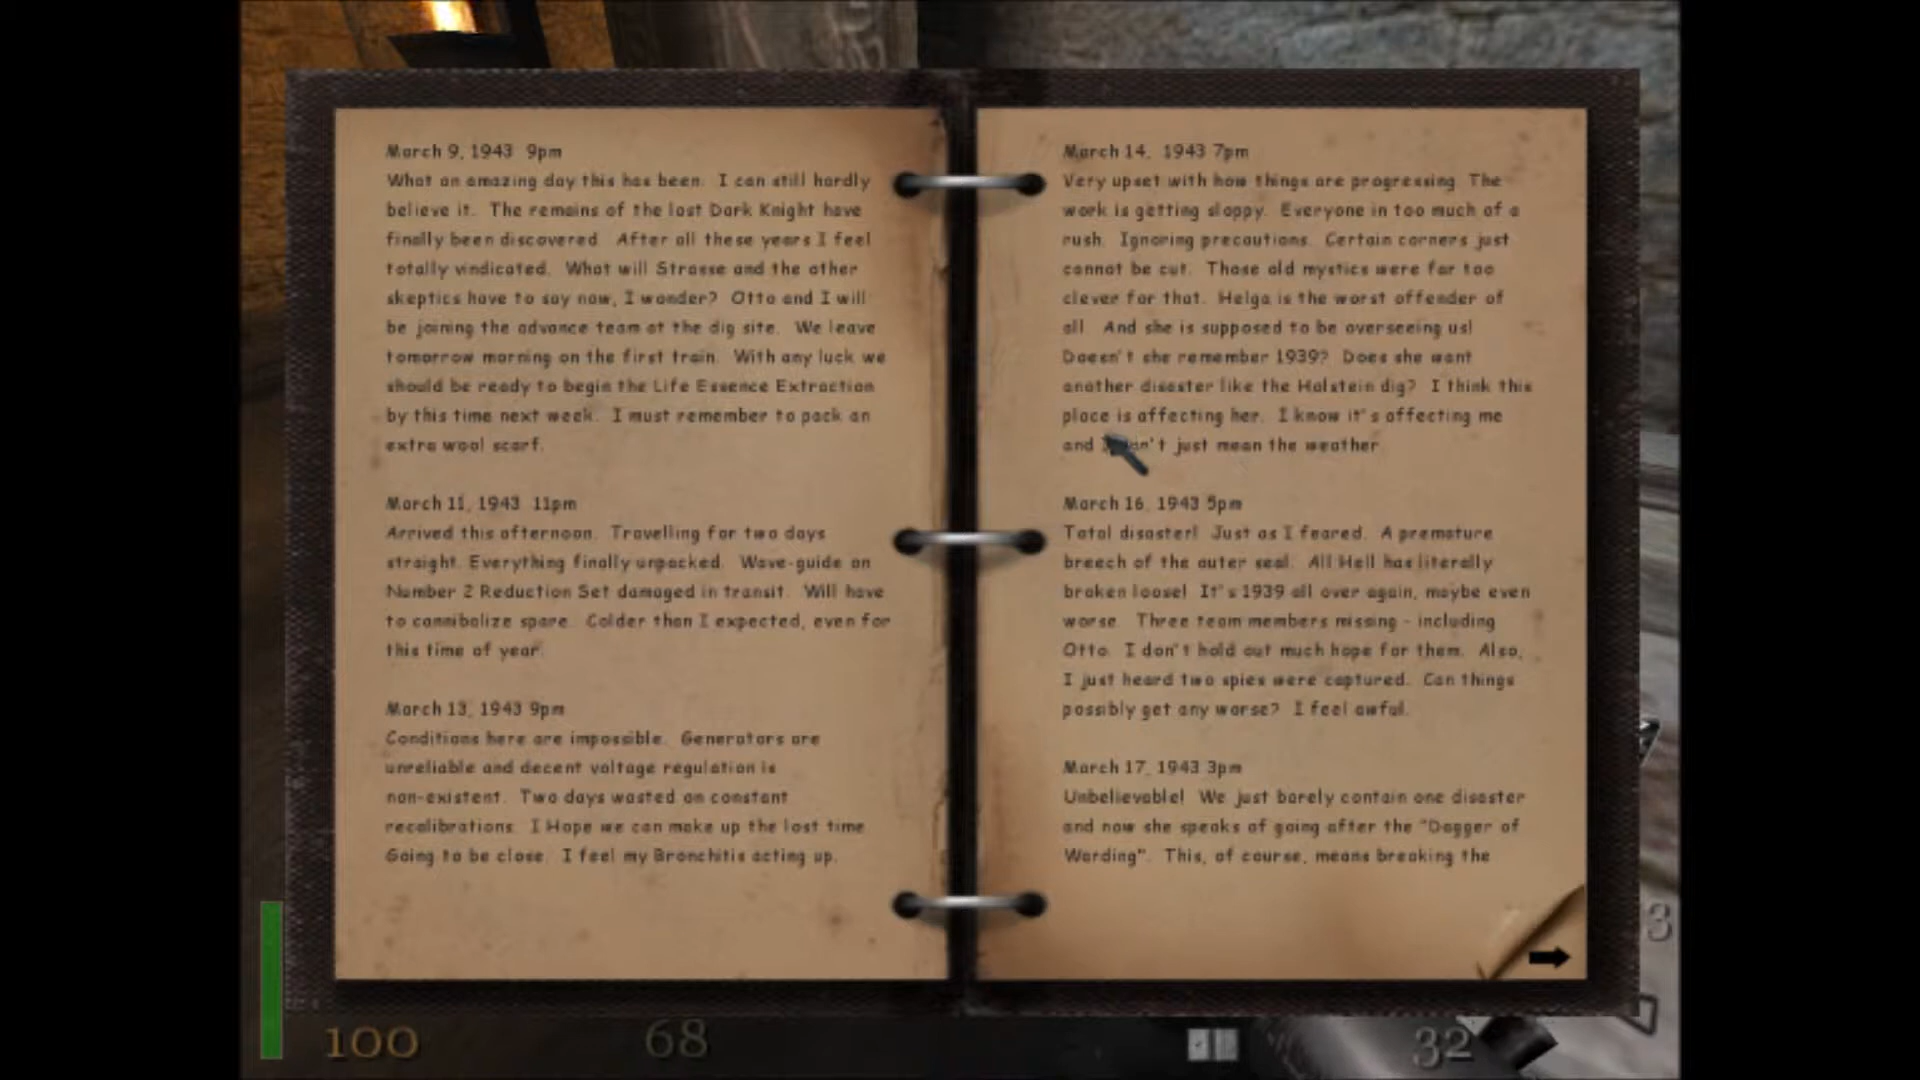 March 9, 1943 9pm
What an amazing day this has been. I can still hardly
believe it. The remains of the lost Dark Knight have
finally been discovered. After all these years I feel
totally vindicated. What will Strasse and the other
skeptics have to say now, I wonder? Otto and I will
be joining the advance team at the dig site. We leave
tomorrow morning on the first train. With any luck we
should be ready to begin the Life Essence Extraction
by this time next week. I must remember to pack an
extra wool scarf.
March 11, 1943 11pm
Arrived this afternoon. Travelling for two days
straight. Everything finally unpacked. Wave-guide on
Number 2 Reduction Set damaged in transit. Will have
to cannibalize spare. Colder than I expected, even for
this time of year.
March 13, 1943 9pm
Conditions here are impossible. Generators are
unreliable and decent voltage regulation is
non-existent. Two days wasted on constant
recalibrations. I Hope we can make up the lost time.
Going to be close. I feel my Bronchitis acting up.
March 14, 1943 7pm
Very upset with how things are progressing. The
work is getting sloppy. Everyone in too much of a
rush. Ignoring precautions. Certain corners just
cannot be cut. Those old mystics were far too
clever for that. Helga is the worst offender of
all. And she is supposed to be overseeing us!
Doesn't she remember 1939? Does she want
another disaster like the Holstein dig? I think this
place is affecting her. I know it's affecting me
and I don't just mean the weather.
March 16, 1943 5pm
Total disaster! Just as I feared. A premature
breech of the outer seal. All Hell has literally
broken loose! It's 1939 all over again, maybe even
worse. Three team members missing - including
Otto. I don't hold out much hope for them. Also,
I just heard two spies were captured. Can things
possibly get any worse? I feel awful.
March 17, 1943 3pm
Unbelievable! We just barely contain one disaster
and now she speaks of going after the "Dagger of
Warding". This, of course, means breaking the
3
100
68
32